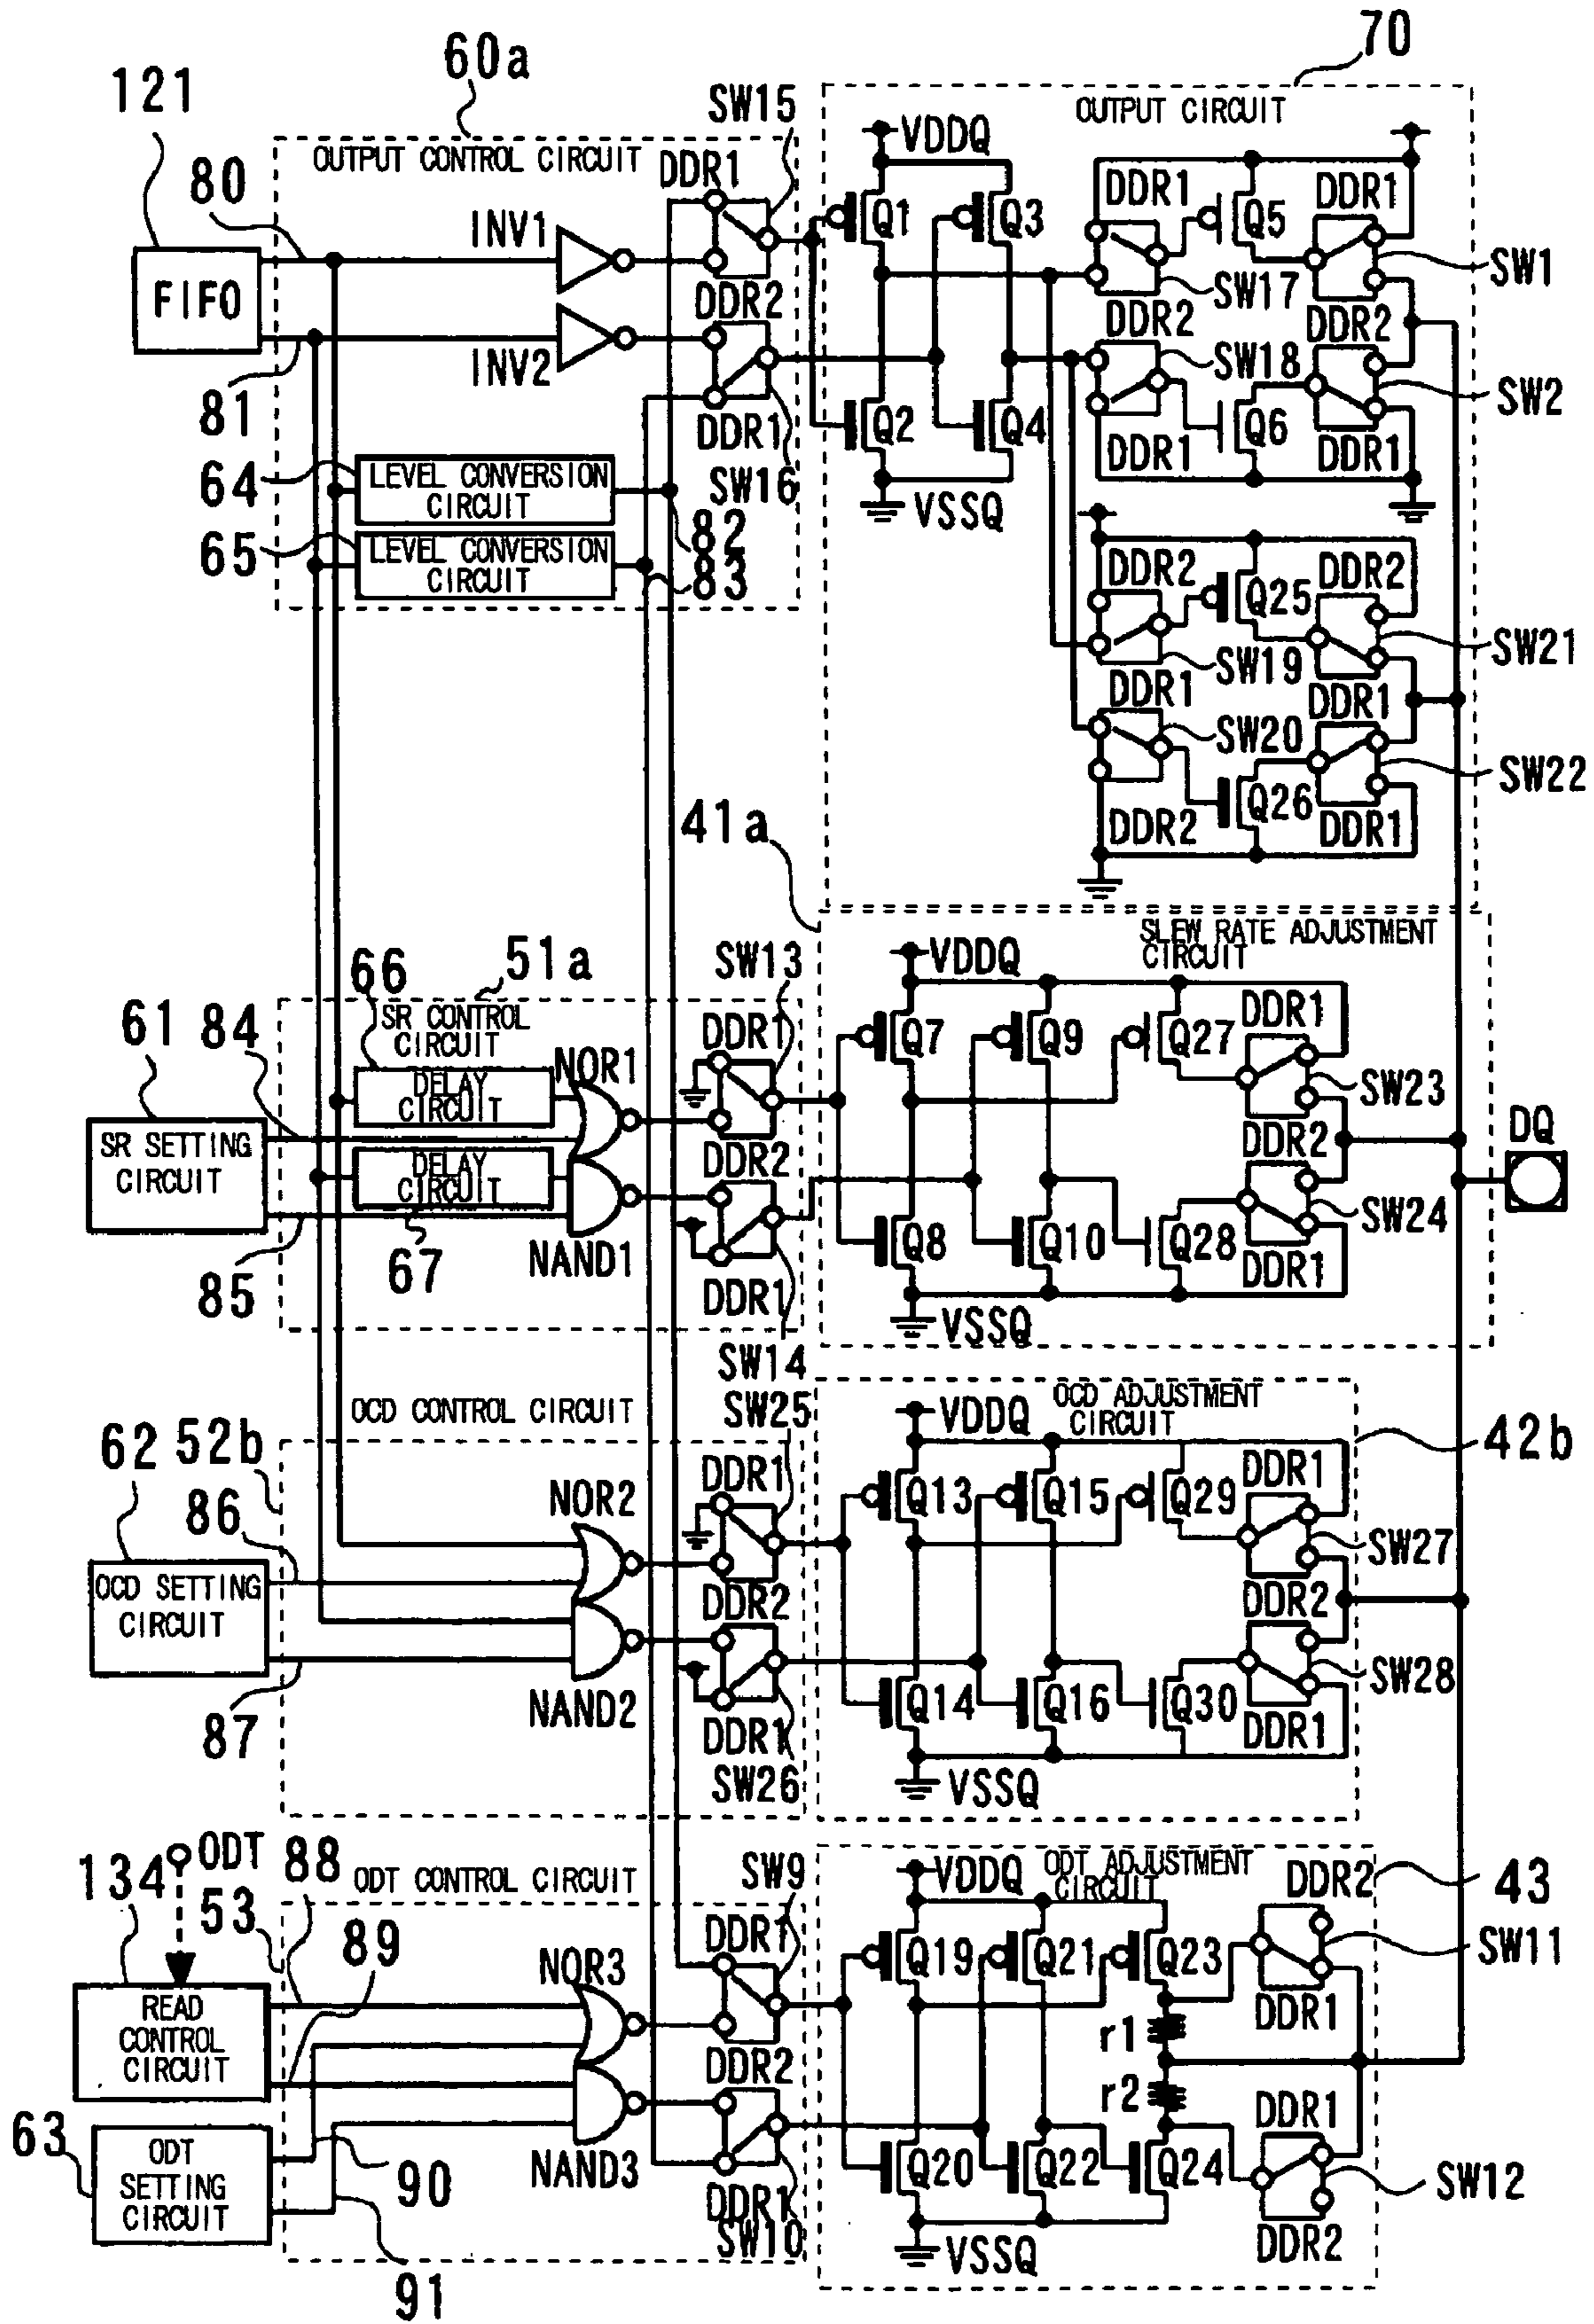 70
60a
121
SW15
OUTPUT CIRCUIT
OUTPUT CONTROL CIRCUIT
VDDQ
80
DDR1
DDR1
DDR1
INV1
Q1
Q3
Q5
FIFO
SW1
DDR2
SW17
DDR2
DDR2
INV2
SW18
SW2
81
DDR1
Q2
Q4
Q6
DDR1
DDR1
64
LEVEL CONVERSION
CIRCUIT
SW16
VSSQ
82
65
LEVEL CONVERSION
CIRCUIT
83
DDR2
DDR2
Q25
SW21
SW19
DDR1
DDR1
SW20
SW22
Q26
DDR2
DDR1
41a
SLEW RATE ADJUSTMENT
CIRCUIT
VDDQ
66
51a
SW13
SR CONTROL
CIRCUIT
61
84
DDR1
DDR1
NOR1
Q7
Q9
Q27
DELAY
CIRCUIT
SW23
DQ
SR SETTING
CIRCUIT
DDR2
DDR2
DELAY
CIRCUIT
SW24
85
67
NAND1
Q8
Q10
Q28
DDR1
DDR1
VSSQ
SW14
OCD CONTROL CIRCUIT
SW25
OCD ADJUSTMENT
CIRCUIT
VDDQ
62
52b
42b
DDR1
DDR1
NOR2
Q13
Q15
Q29
86
SW27
OCD SETTING
CIRCUIT
DDR2
DDR2
SW28
87
NAND2
Q14
Q16
Q30
DDR1
DDR1
SW26
VSSQ
ODT
134
88
ODT CONTROL CIRCUIT
SW9
VDDQ
ODT ADJUSTMENT
CIRCUIT
DDR2
43
53
89
DDR1
NOR3
Q19
Q21
Q23
SW11
READ
CONTROL
CIRCUIT
DDR1
r1
DDR2
r2
DDR1
63
ODT
SETTING
CIRCUIT
90
NAND3
Q20
Q22
Q24
SW12
DDR1
SW10
DDR2
VSSQ
91